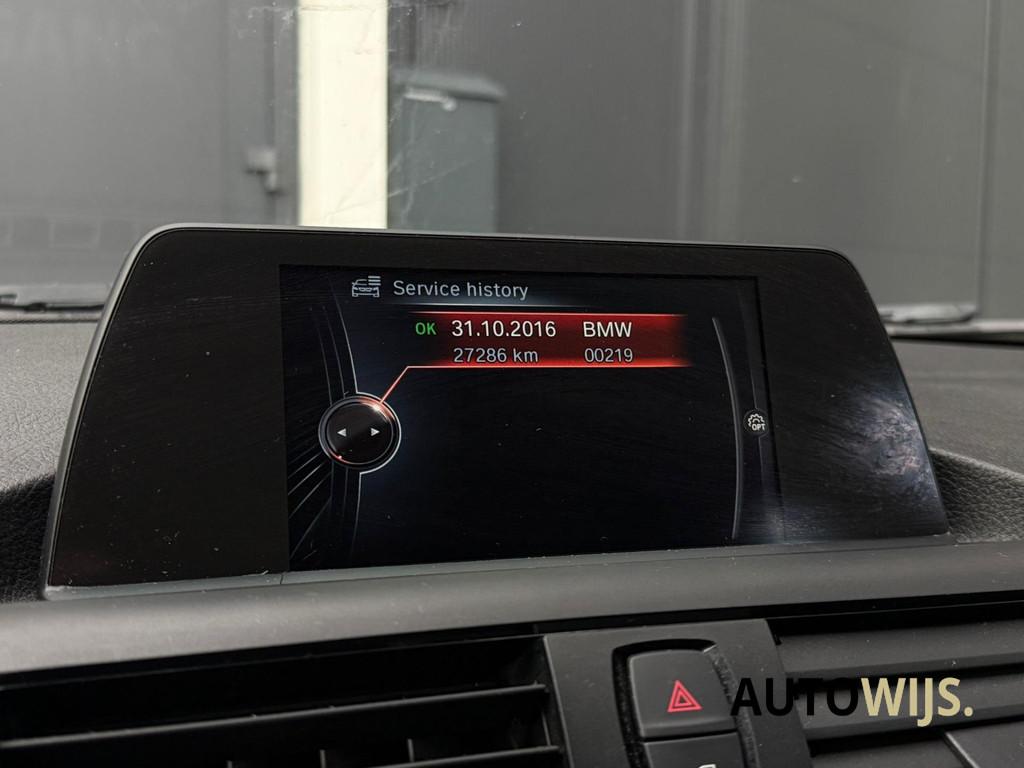 Service history
OK 31.10.2016 BMW
27286 km 00219
OPT
AUTOWIJS.